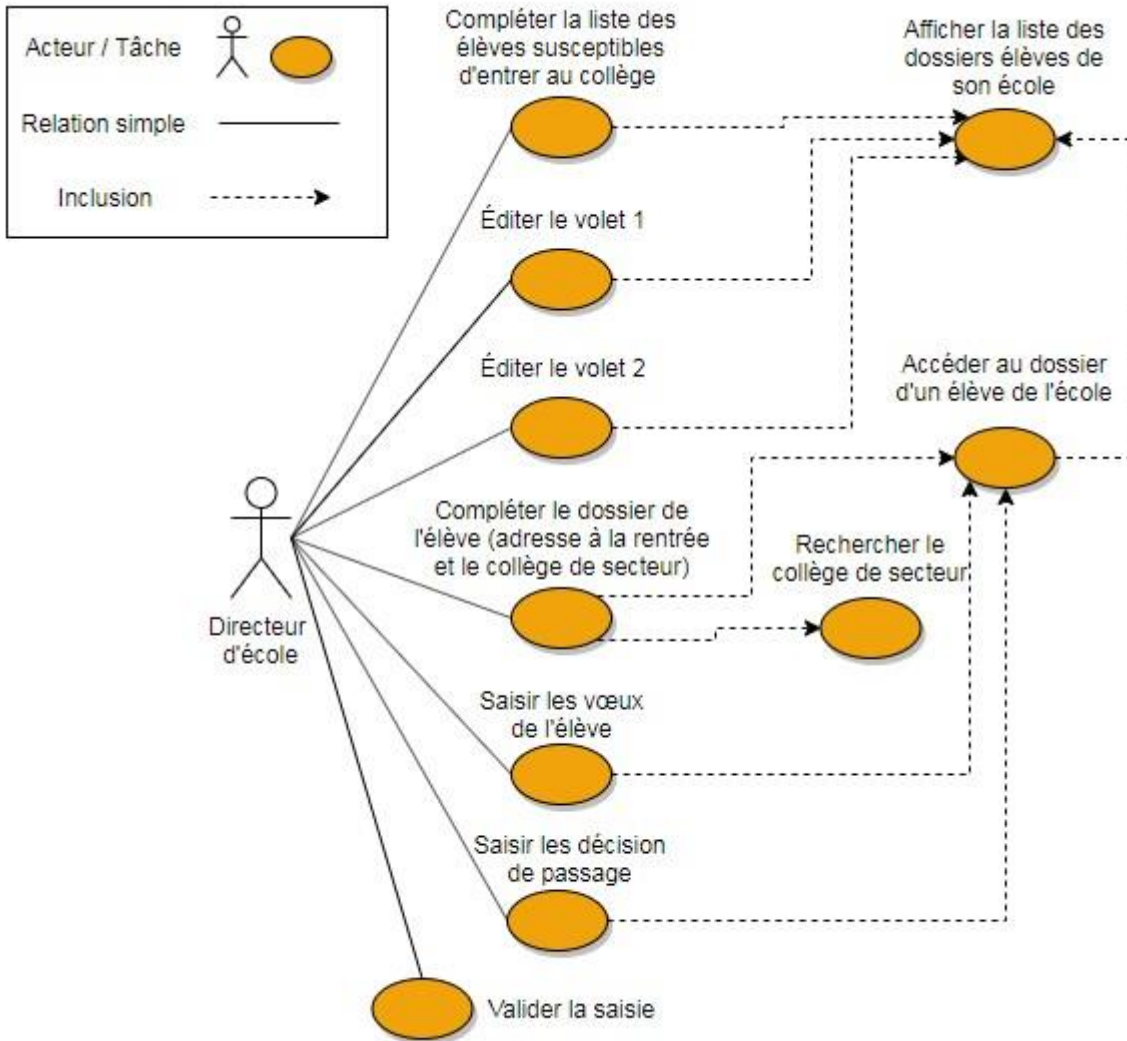 Acteur / Tâche
Relation simple
Inclusion
Compléter la liste des
élèves susceptibles
d'entrer au collège
Afficher la liste des
dossiers élèves de
son école
Éditer le volet 1
Éditer le volet 2
Accéder au dossier
d'un élève de l'école
Compléter le dossier de
l'élève (adresse à la rentrée
et le collège de secteur)
Rechercher le
collège de secteur
Directeur
d'école
Saisir les vœux
de l'élève
Saisir les décision
de passage
Valider la saisie